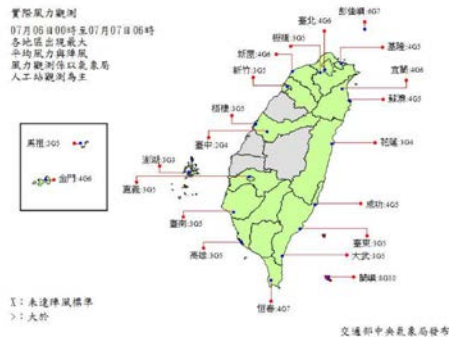 實際風力觀測
07月06日00時至07月07日06時
各地區出現最大
平均風力與陣風
風力觀測係以氣象局
人工站觀測為主
彭佳嶼:6G7
臺北:4G6
板橋:3G5
基隆:4G5
新屋:4G6
宜蘭:4G6
新竹:3G5
蘇澳:4G5
梧棲:3G5
馬祖:3G5
臺中:2G4
花蓮:3G4
澎湖:3G3
金門:4G6
嘉義:3G5
成功:4G5
臺南:3G5
臺東:3G5
高雄:3G5
大武:3G5
蘭嶼:8G10
恆春:4G7
X:未達陣風標準
>:大於
交通部中央氣象局發布